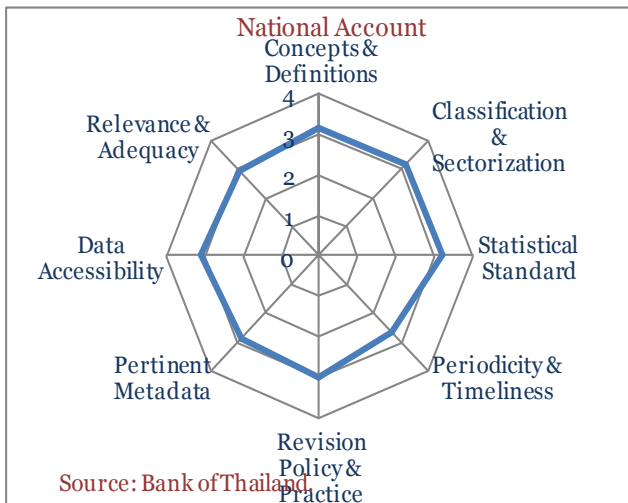 National Account
Concepts &
Definitions
4
3
2
1
0
Classification
&
Sectorization
Statistical
Standard
Periodicity &
Timeliness
Revision
Policy &
Practice
Pertinent
Metadata
Data
Accessibility
Relevance &
Adequacy
Source: Bank of Thailand.